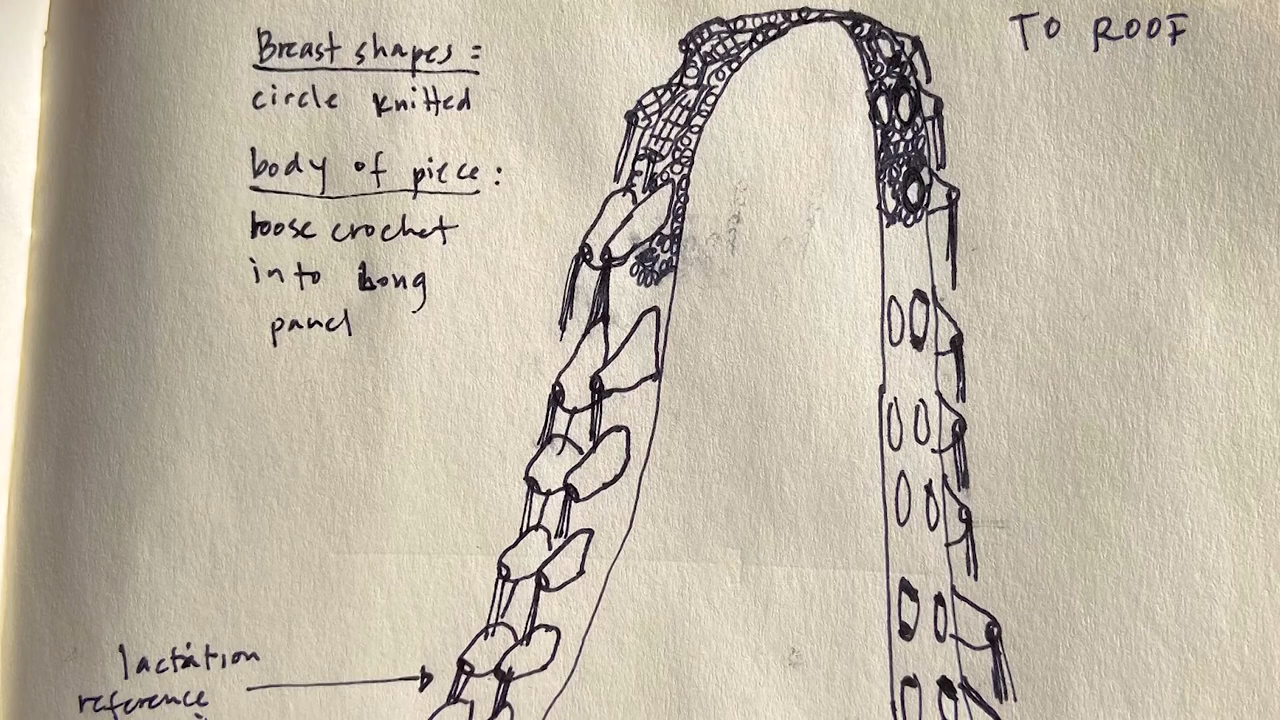 Breast shapes =
circle knitted
body of piece:
loose crochet
into long
panel
TO ROOF
lactation
reference